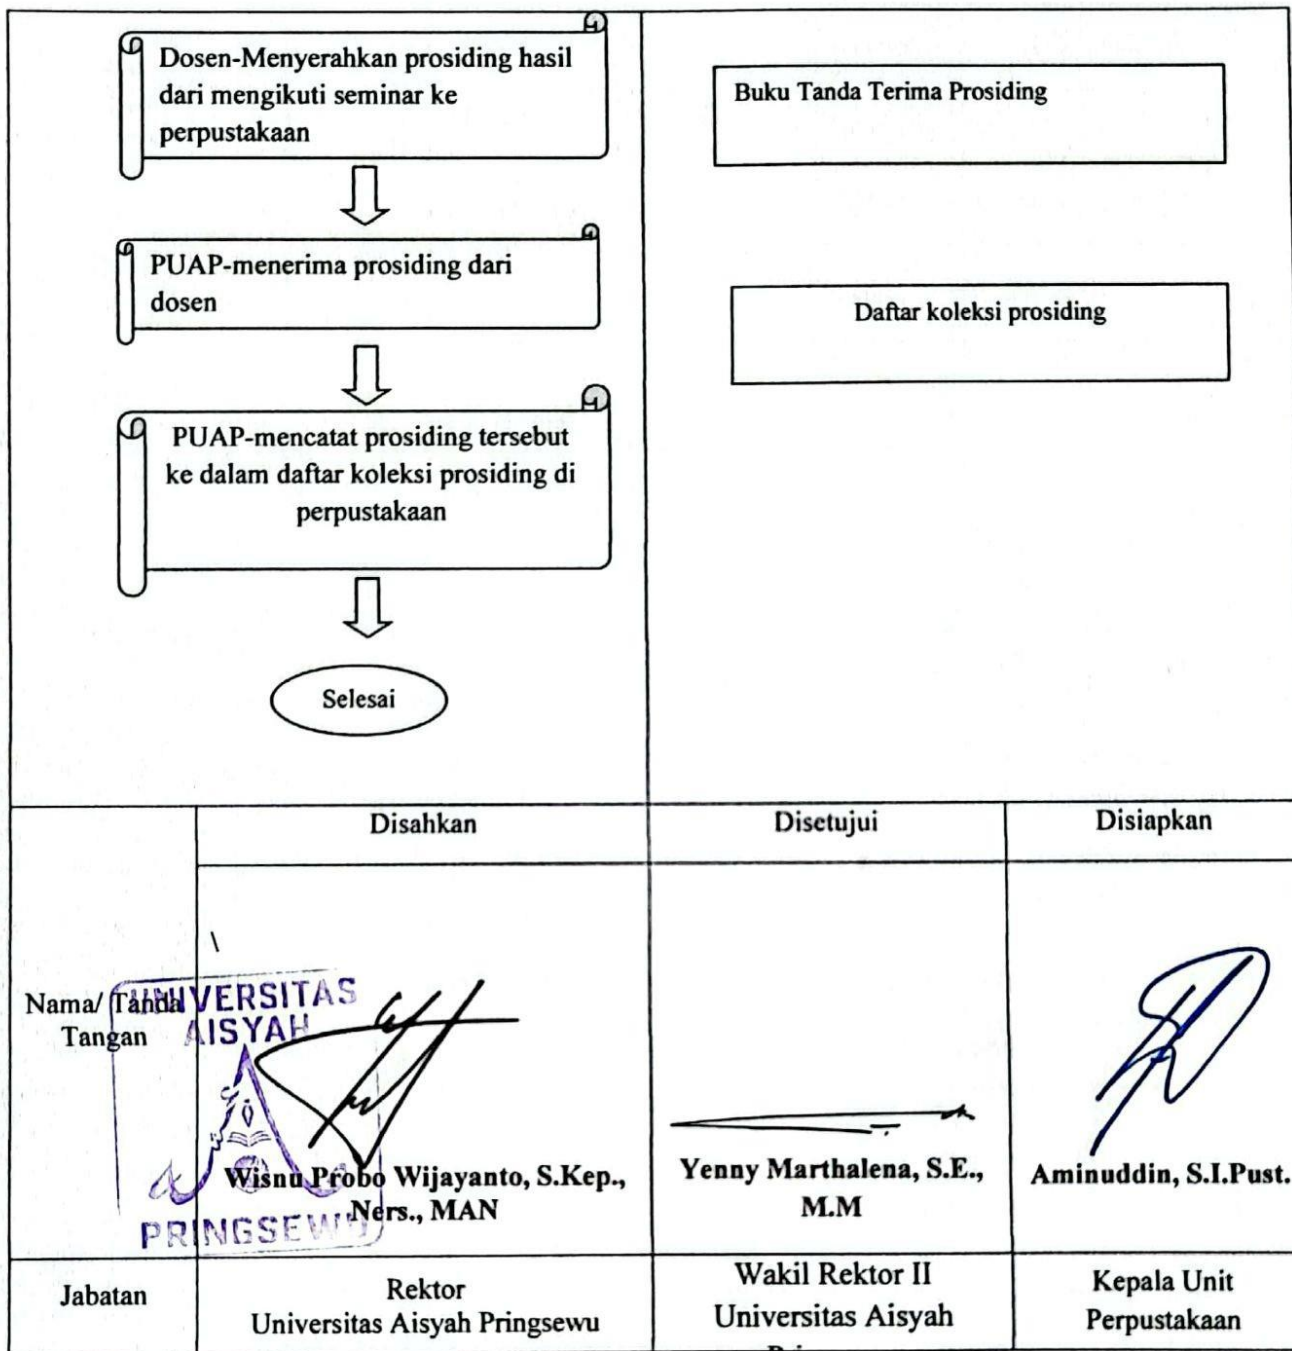 Dosen-Menyerahkan prosiding hasil
dari mengikuti seminar ke
perpustakaan
Buku Tanda Terima Prosiding
PUAP-menerima prosiding dari
dosen
Daftar koleksi prosiding
PUAP-mencatat prosiding tersebut
ke dalam daftar koleksi prosiding di
perpustakaan
Selesai
Disahkan
Disetujui
Disiapkan
Nama/ Tanda
Tangan
UNIVERSITAS
AISYAH
PRINGSEWU
Wisnu Probo Wijayanto, S.Kep.,
Ners., MAN
Yenny Marthalena, S.E.,
M.M
Aminuddin, S.I.Pust.
Jabatan
Rektor
Universitas Aisyah Pringsewu
Wakil Rektor II
Universitas Aisyah
Kepala Unit
Perpustakaan